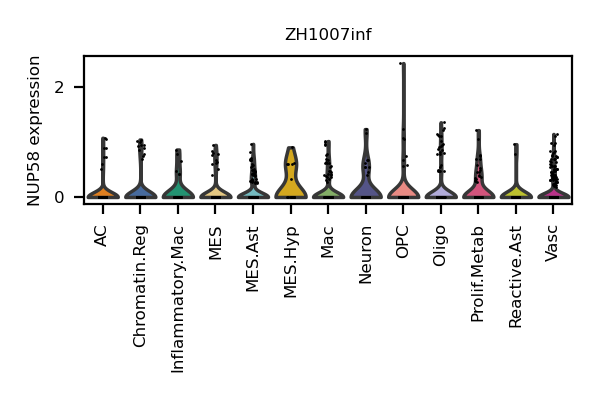 ZH1007inf
NUP58 expression
2
0
AC
Chromatin.Reg
Inflammatory.Mac
MES
MES.Ast
MES.Hyp
Mac
Neuron
OPC
Oligo
Prolif.Metab
Reactive.Ast
Vasc